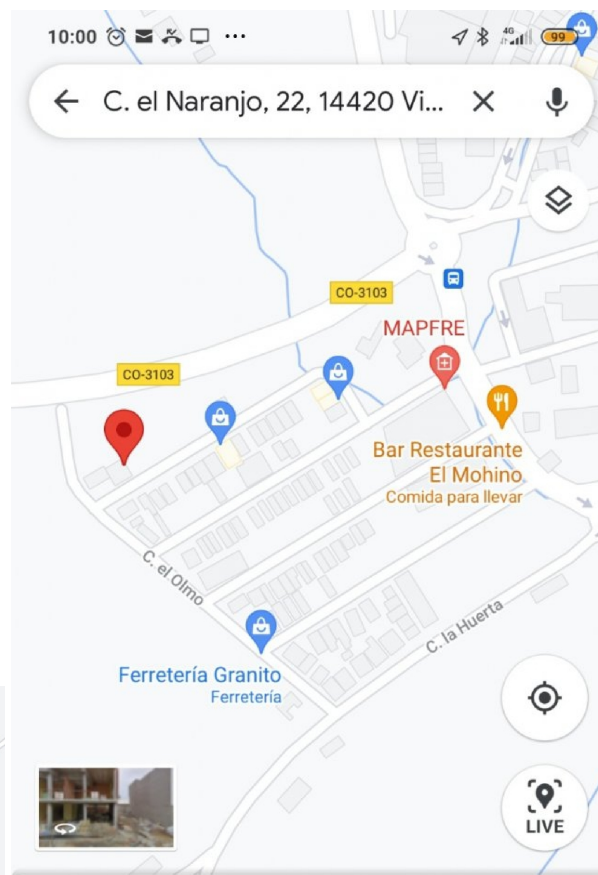 10:00
4G
99
C. el Naranjo, 22, 14420 Vi...
CO-3103
MAPFRE
CO-3103
Bar Restaurante
El Mohino
Comida para llevar
C. el Olmo
C. la Huerta
Ferretería Granito
Ferretería
LIVE